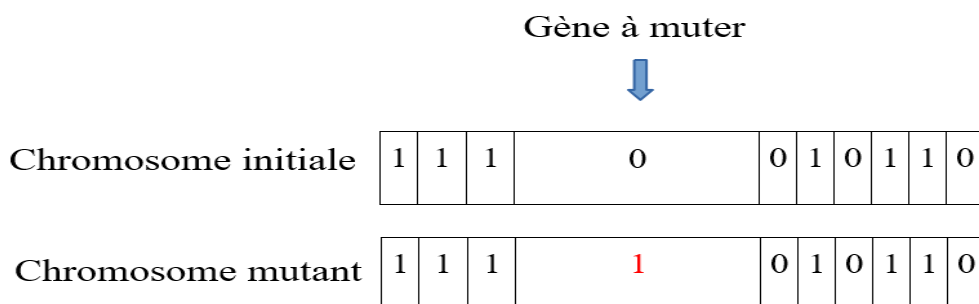 Gène à muter
Chromosome initiale 1 1 1 0 0 1 0 1 1 0
Chromosome mutant 1 1 1 1 0 1 0 1 1 0